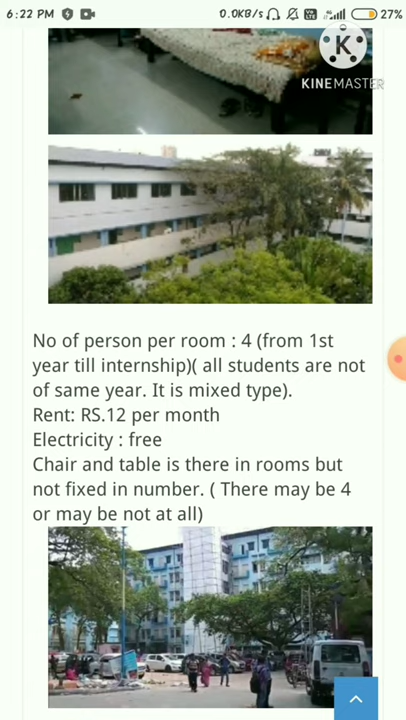 6:22 PM
0.0KB/s
27%
K
KINEMASTER
No of person per room : 4 (from 1st
year till internship)( all students are not
of same year. It is mixed type).
Rent: RS.12 per month
Electricity : free
Chair and table is there in rooms but
not fixed in number. ( There may be 4
or may be not at all)